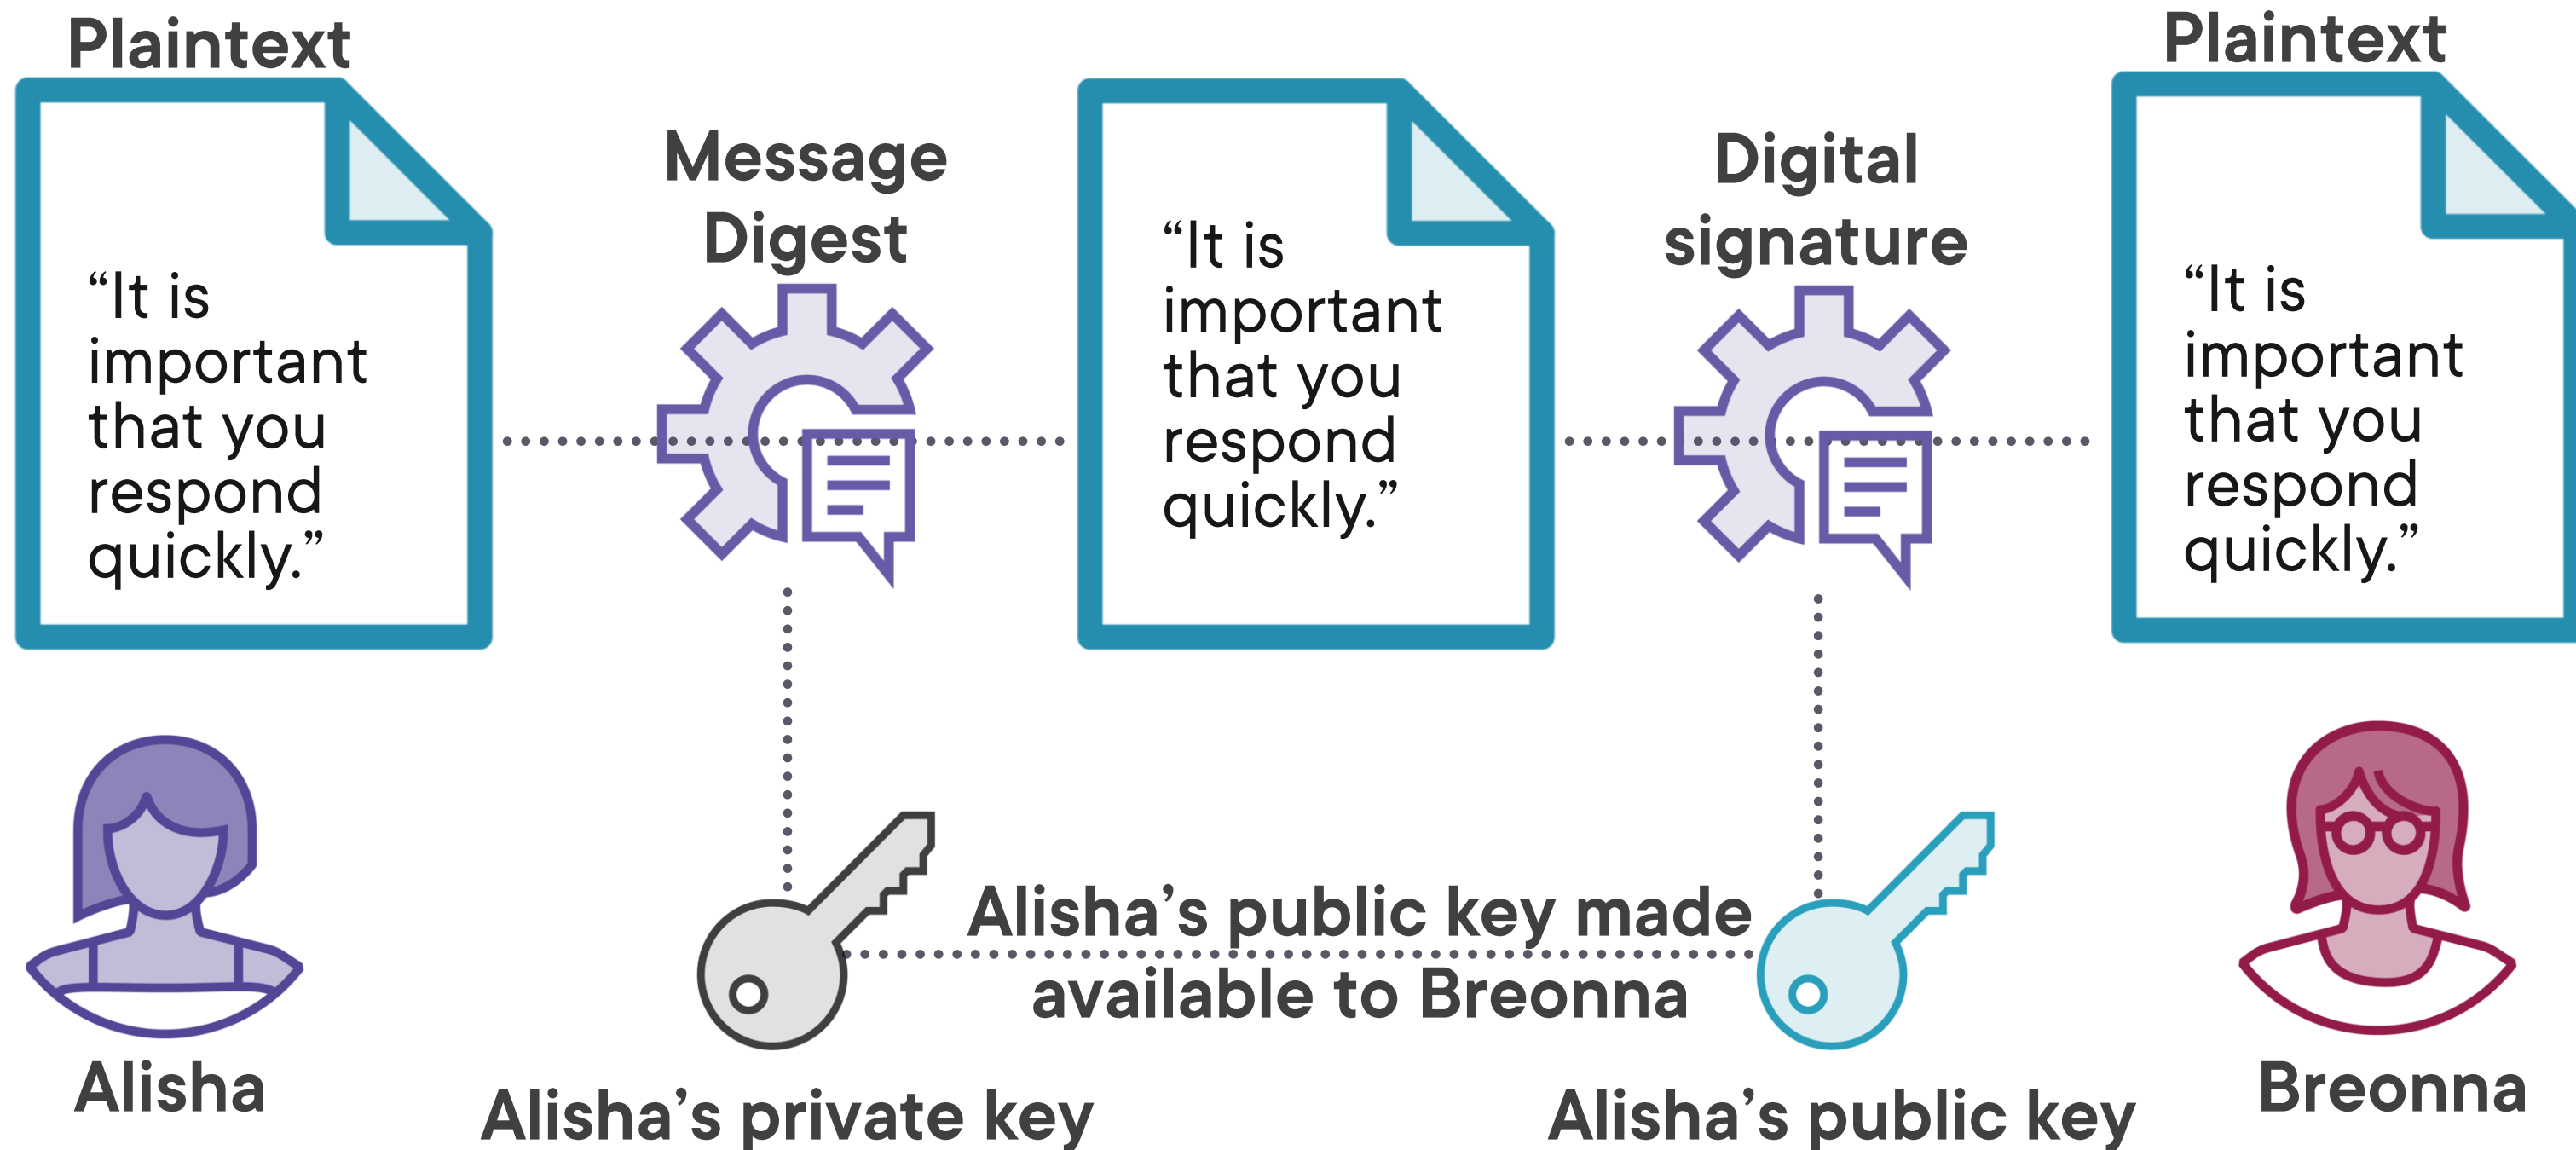 Plaintext
“It is
important
that you
respond
quickly.”
Message
Digest
“It is
important
that you
respond
quickly.”
Digital
signature
Plaintext
“It is
important
that you
respond
quickly.”
Alisha
Alisha’s private key
Alisha’s public key made
available to Breonna
Alisha’s public key
Breonna